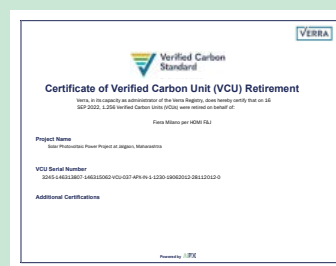 VERRA
Verified Carbon
Standard
Certificate of Verified Carbon Unit (VCU) Retirement
Verra, in its capacity as administrator of the Verra Registry, does hereby certify that on 16
SEP 2022, 1,256 Verified Carbon Units (VCUs) were retired on behalf of:
Fiera Milano per HOMI F&J
Project Name
Solar Photovoltaic Power Project at Jalgaon, Maharashtra
VCU Serial Number
3245-146313807-146315062-VCU-037-APX-IN-1-1230-19062012-28112012-0
Additional Certifications
Powered by APX